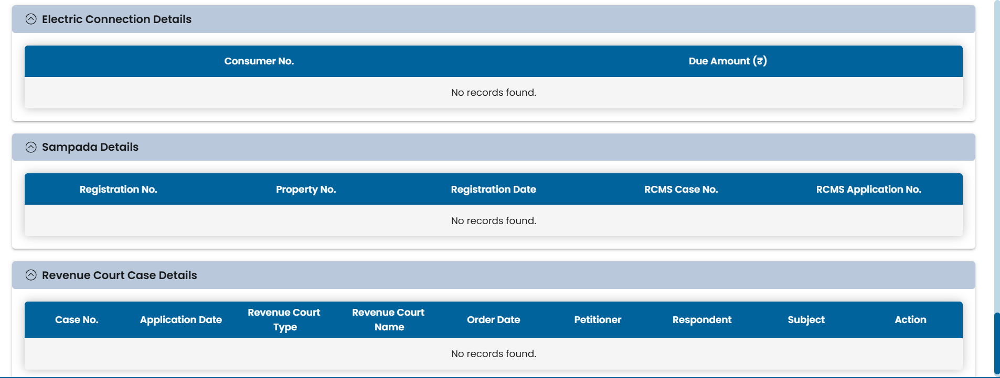 Electric Connection Details
Consumer No. Due Amount (₹)
No records found.
Sampada Details
Registration No. Property No. Registration Date RCMS Case No. RCMS Application No.
No records found.
Revenue Court Case Details
Case No. Application Date Revenue Court Type Revenue Court Name Order Date Petitioner Respondent Subject Action
No records found.